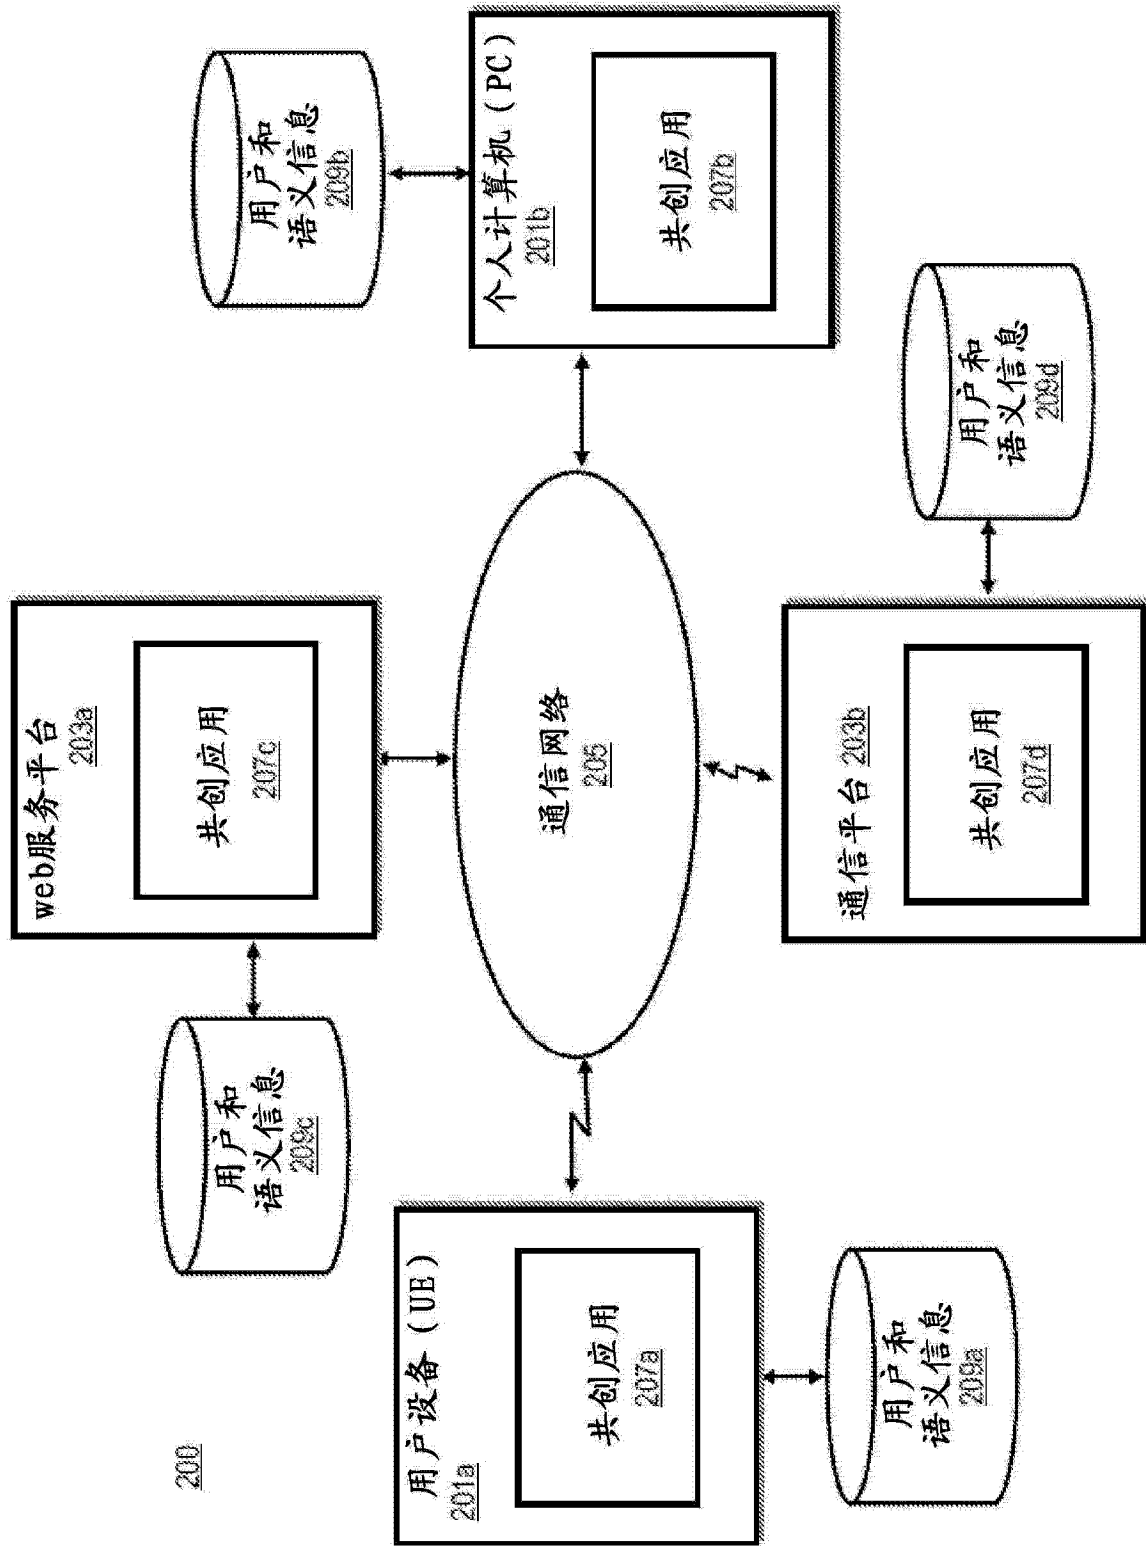 200
web服务平台
203a
共创应用
207c
用户和
语义信息
209c
用户和
语义信息
209b
用户设备(UE)
201a
共创应用
207a
通信网络
205
个人计算机(PC)
201b
共创应用
207b
用户和
语义信息
209a
通信平台 203b
共创应用
207d
用户和
语义信息
209d